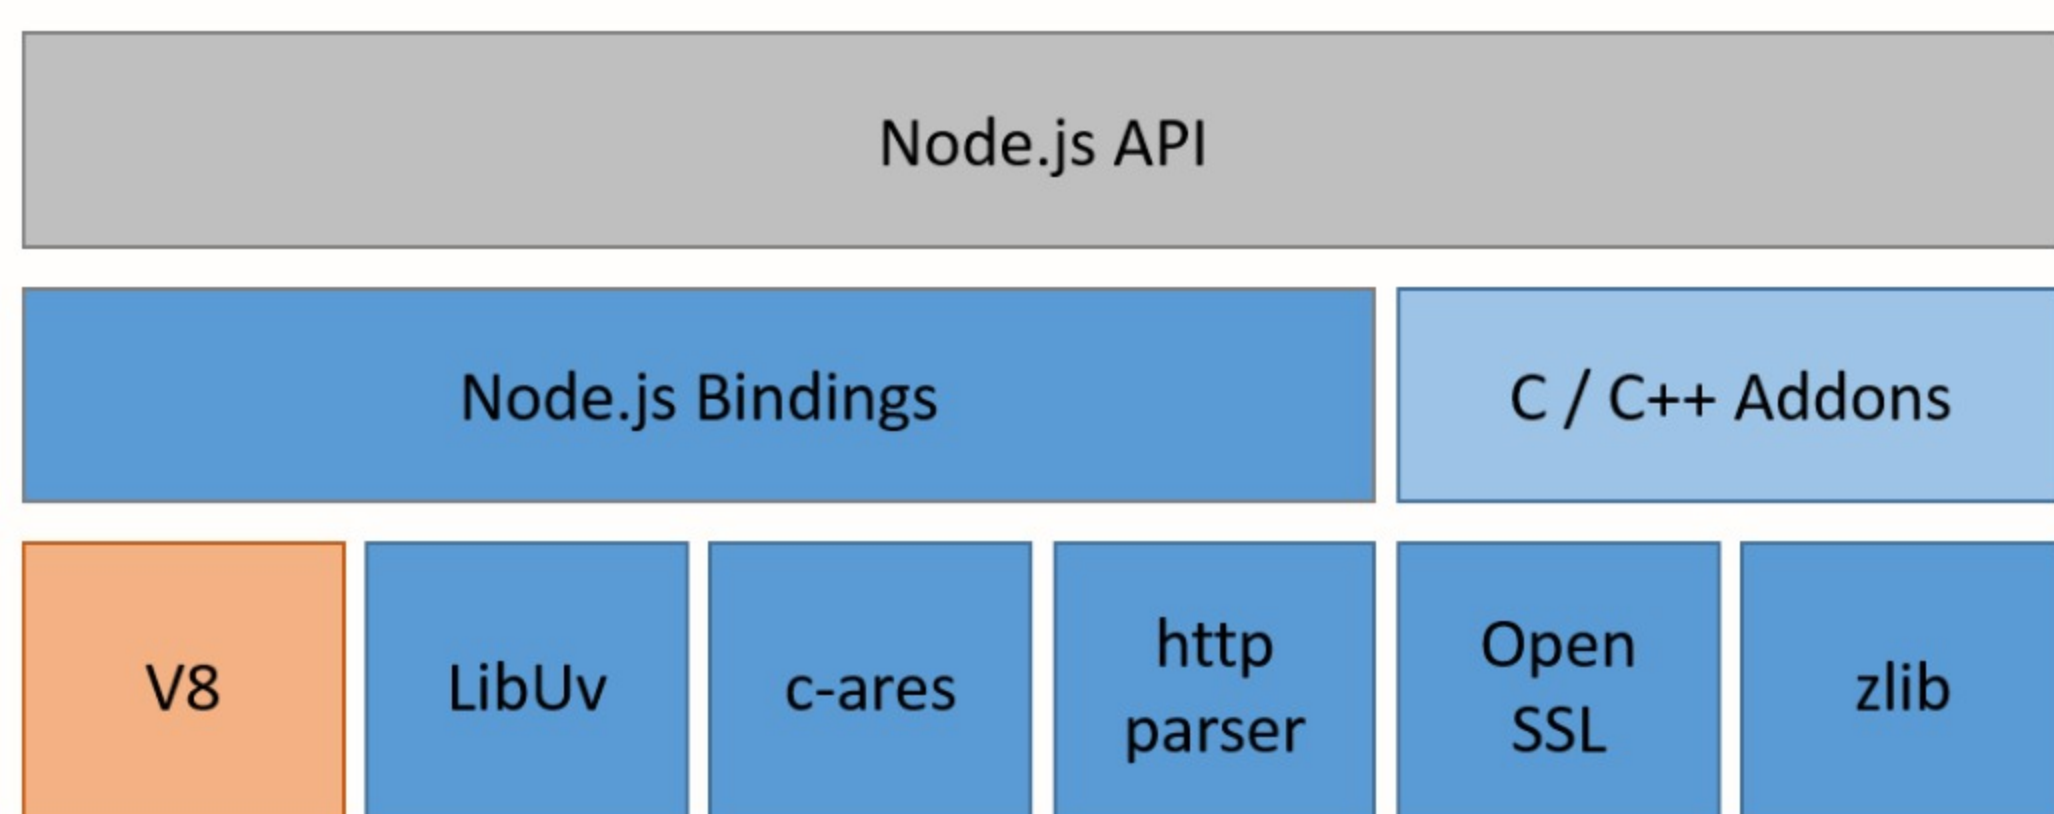 Node.js API
Node.js Bindings
C / C++ Addons
V8
LibUv
c-ares
http
parser
Open
SSL
zlib